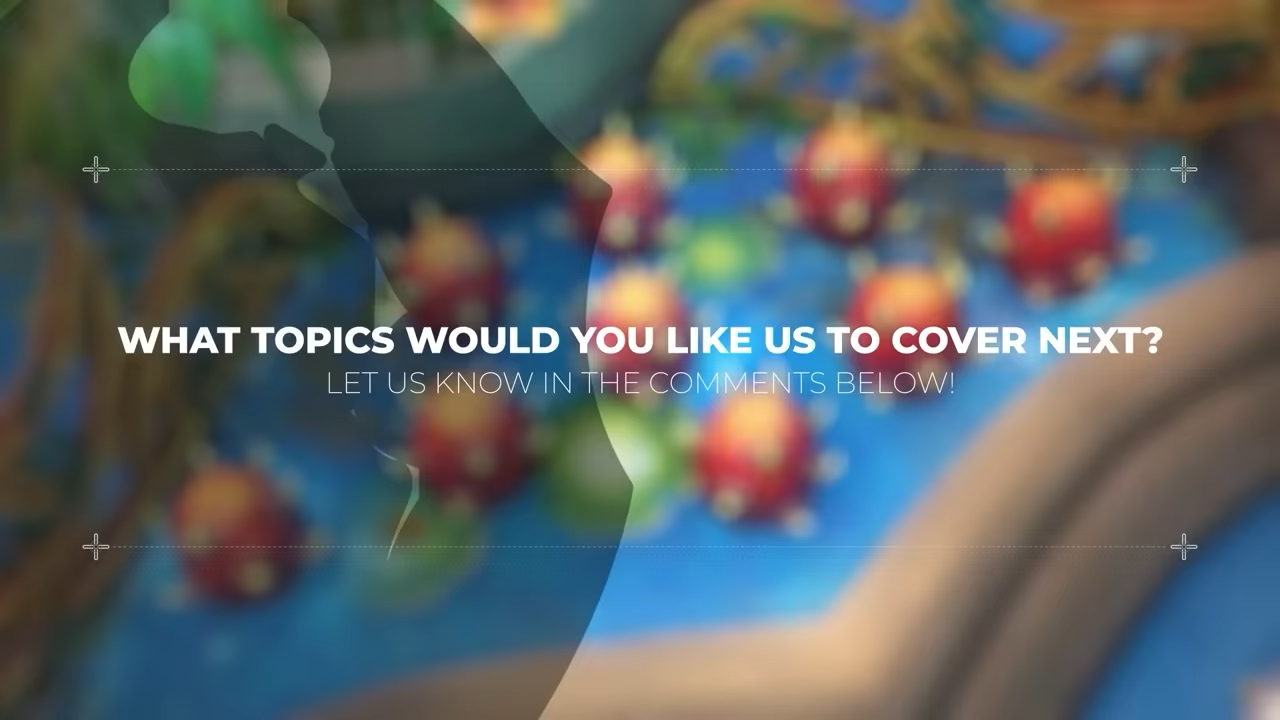 WHAT TOPICS WOULD YOU LIKE US TO COVER NEXT?
LET US KNOW IN THE COMMENTS BELOW!